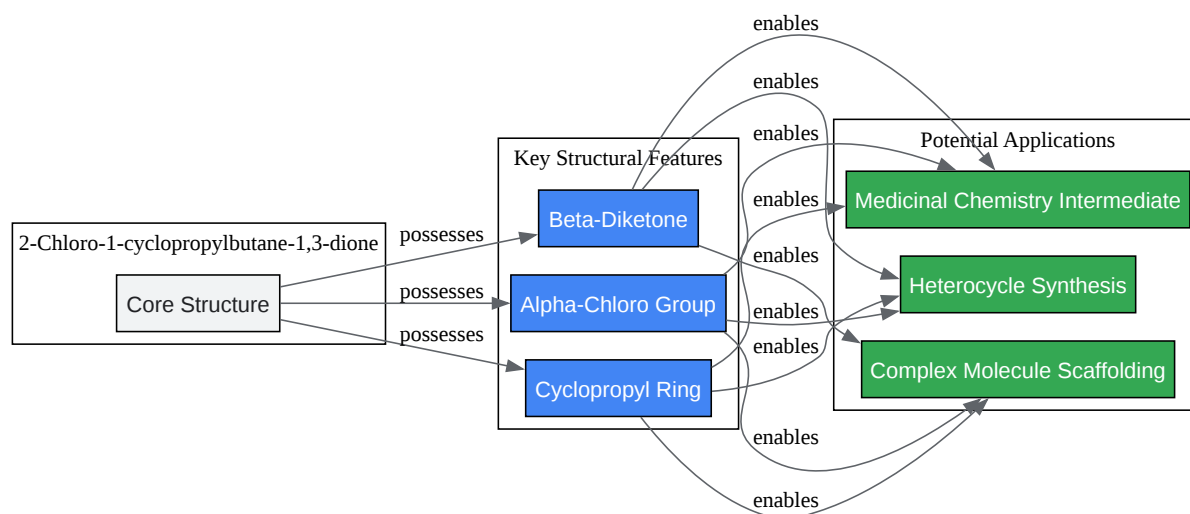 2-Chloro-1-cyclopropylbutane-1,3-dione
Core Structure
possesses
possesses
possesses
Key Structural Features
Beta-Diketone
Alpha-Chloro Group
Cyclopropyl Ring
enables
enables
enables
enables
enables
enables
enables
enables
enables
Potential Applications
Medicinal Chemistry Intermediate
Heterocycle Synthesis
Complex Molecule Scaffolding